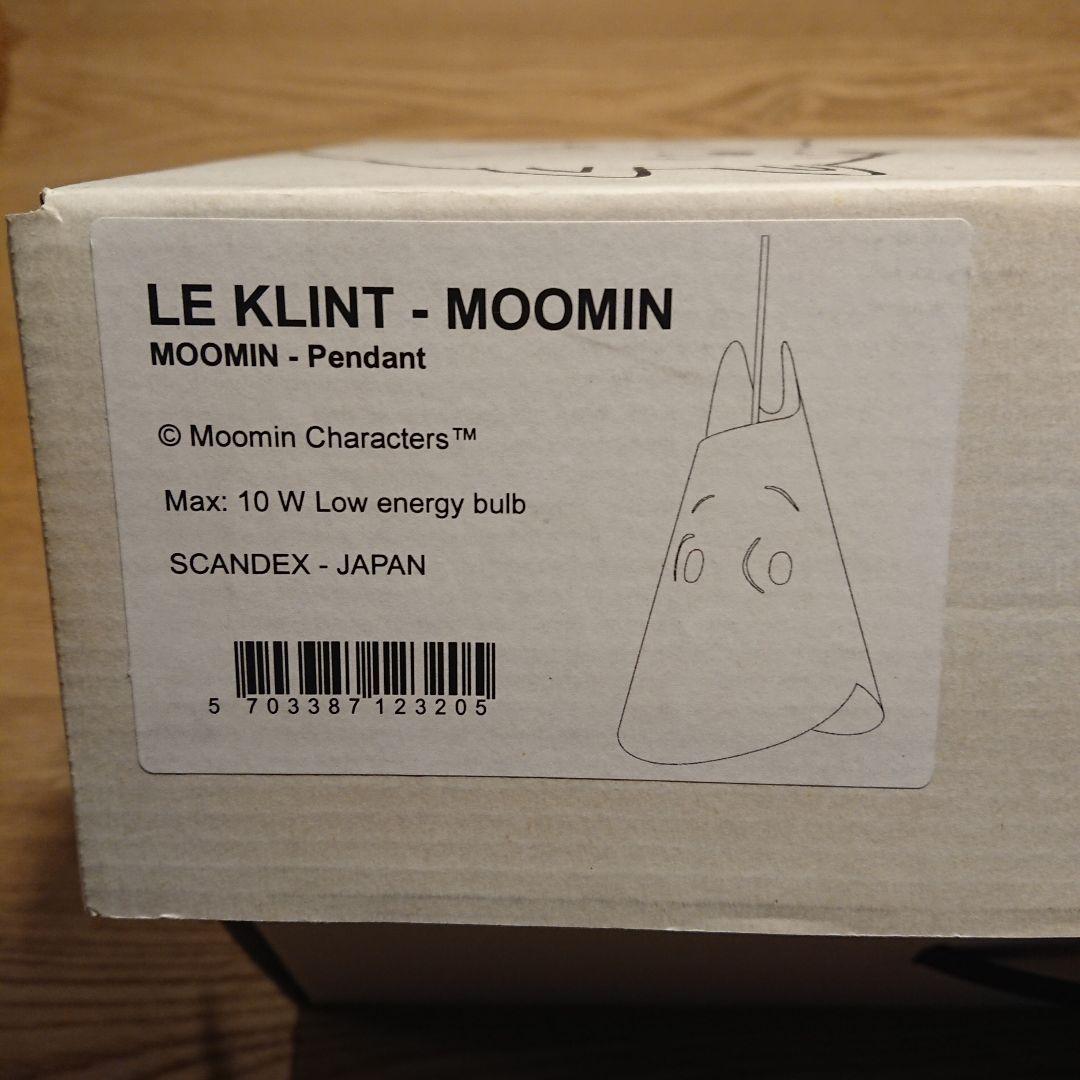 LE KLINT - MOOMIN
MOOMIN - Pendant
© Moomin Characters™
Max: 10 W Low energy bulb
SCANDEX - JAPAN
5 703387 123205